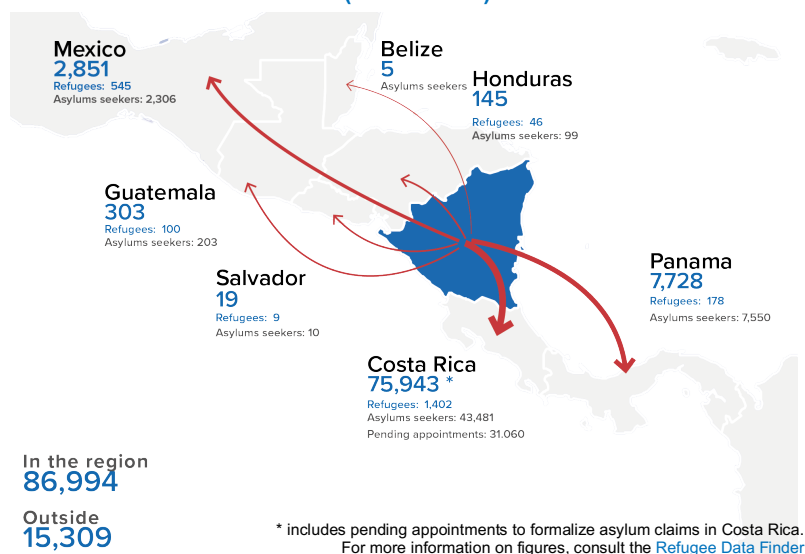 Mexico
2,851
Refugees: 545
Asylums seekers: 2,306
Belize
5
Asylums seekers
Honduras
145
Refugees: 46
Asylums seekers: 99
Guatemala
303
Refugees: 100
Asylums seekers: 203
Salvador
19
Refugees: 9
Asylums seekers: 10
Panama
7,728
Refugees: 178
Asylums seekers: 7,550
Costa Rica
75,943 *
Refugees: 1,402
Asylums seekers: 43,481
Pending appointments: 31.060
In the region
86,994
Outside
15,309
* includes pending appointments to formalize asylum claims in Costa Rica.
For more information on figures, consult the Refugee Data Finder